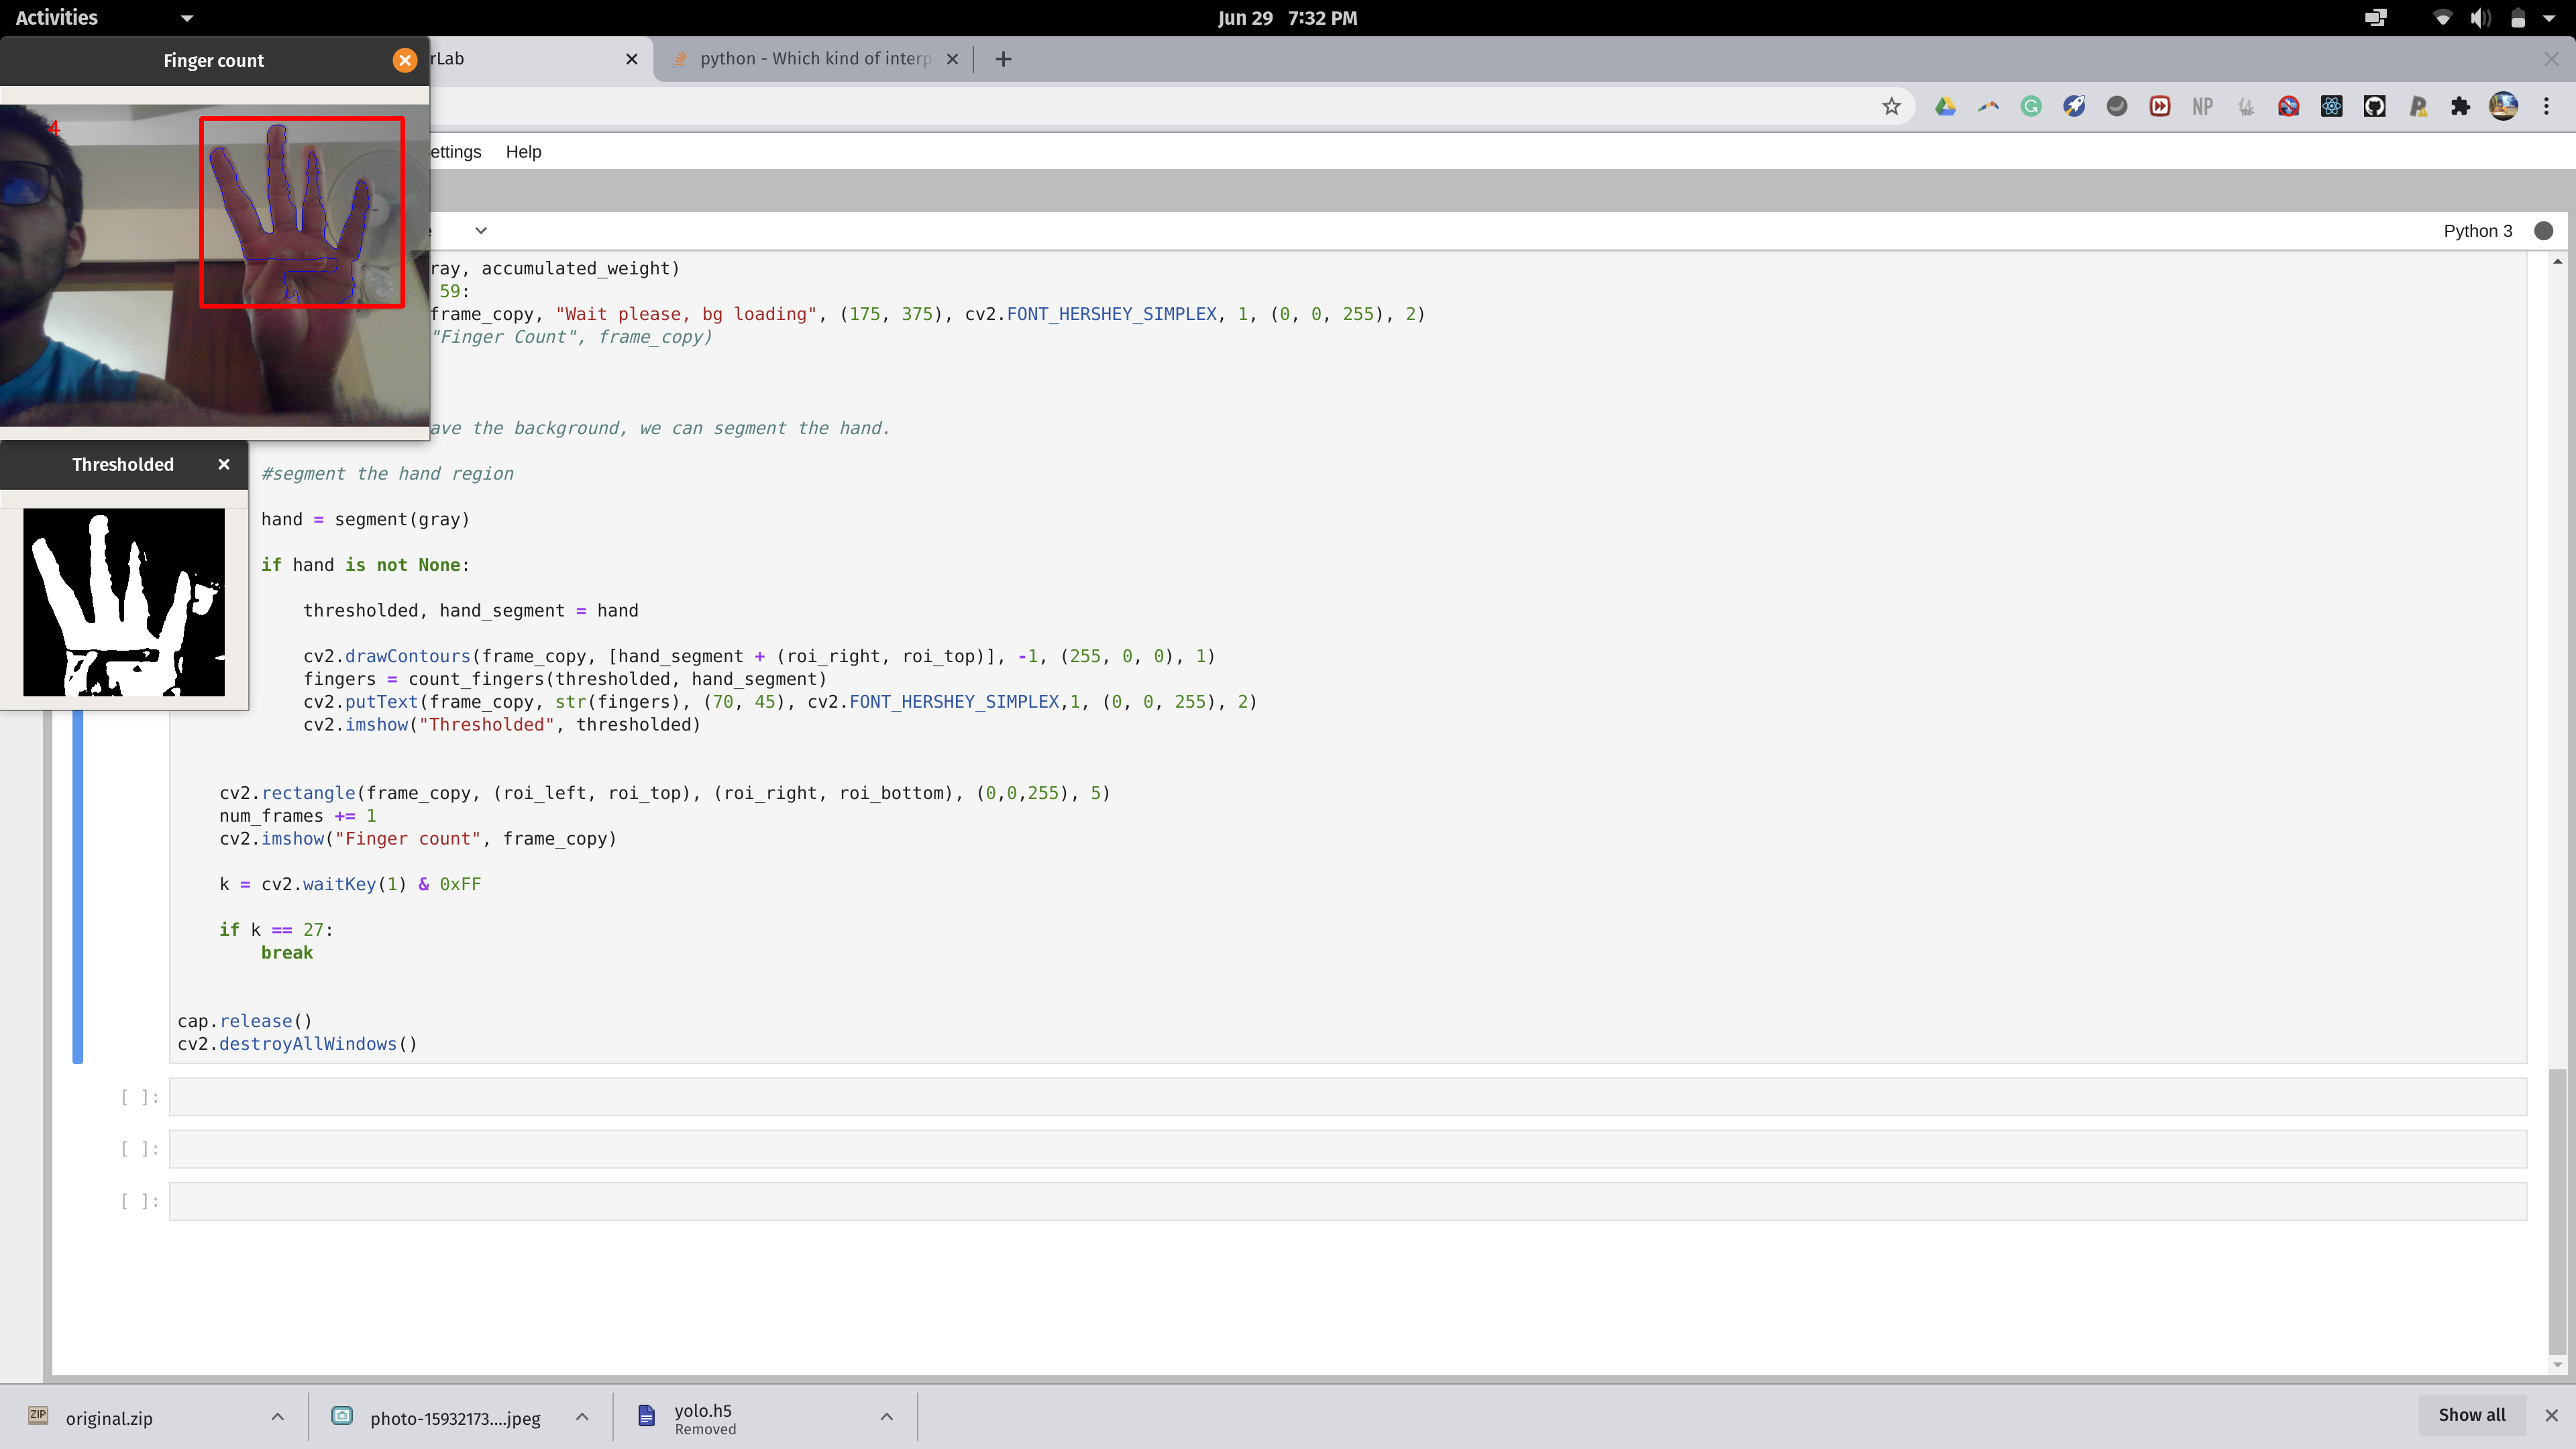 Activities
Jun 29 7:32 PM
Finger count
rLab
python - Which kind of interp
NP
4
ettings Help
Python 3
ray, accumulated_weight)
59:
frame_copy, "Wait please, bg loading", (175, 375), cv2.FONT_HERSHEY_SIMPLEX, 1, (0, 0, 255), 2)
"Finger Count", frame_copy)
ave the background, we can segment the hand.
Thresholded
#segment the hand region
hand = segment(gray)
if hand is not None:
thresholded, hand_segment = hand
cv2.drawContours(frame_copy, [hand_segment + (roi_right, roi_top)], -1, (255, 0, 0), 1)
fingers = count_fingers(thresholded, hand_segment)
cv2.putText(frame_copy, str(fingers), (70, 45), cv2.FONT_HERSHEY_SIMPLEX,1, (0, 0, 255), 2)
cv2.imshow("Thresholded", thresholded)
cv2.rectangle(frame_copy, (roi_left, roi_top), (roi_right, roi_bottom), (0,0,255), 5)
num_frames += 1
cv2.imshow("Finger count", frame_copy)
k = cv2.waitKey(1) & 0xFF
if k == 27:
break
cap.release()
cv2.destroyAllWindows()
[ ]:
[ ]:
[ ]:
ZIP original.zip
photo-15932173....jpeg
yolo.h5
Removed
Show all